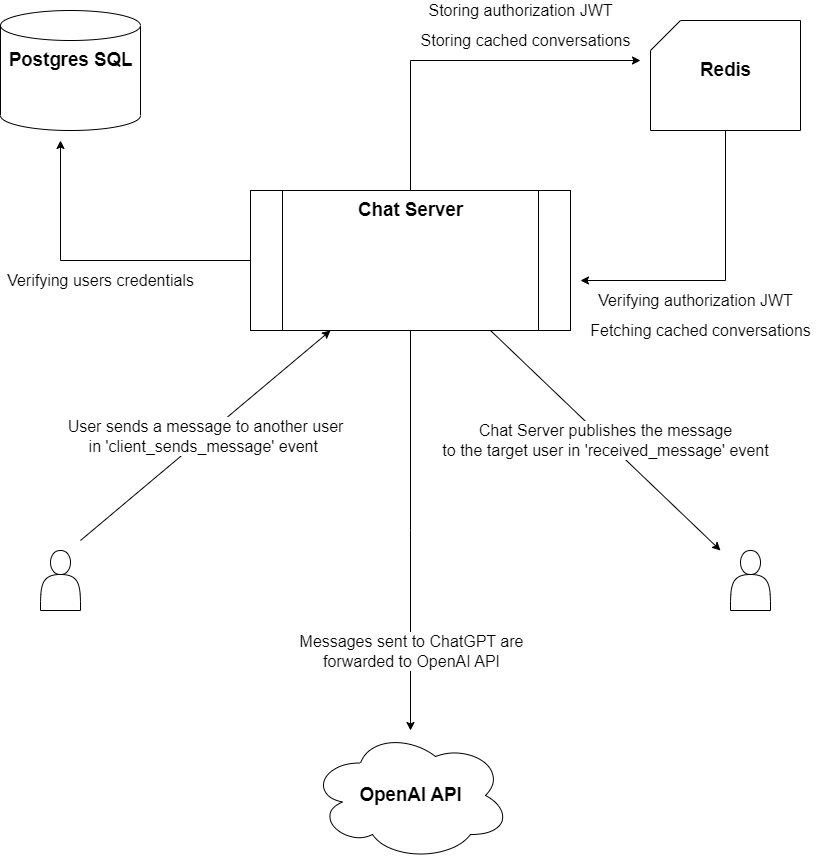 Storing authorization JWT
Storing cached conversations
Postgres SQL
Redis
Chat Server
Verifying users credentials
Verifying authorization JWT
Fetching cached conversations
User sends a message to another user
in 'client_sends_message' event
Chat Server publishes the message
to the target user in 'received_message' event
Messages sent to ChatGPT are
forwarded to OpenAI API
OpenAI API